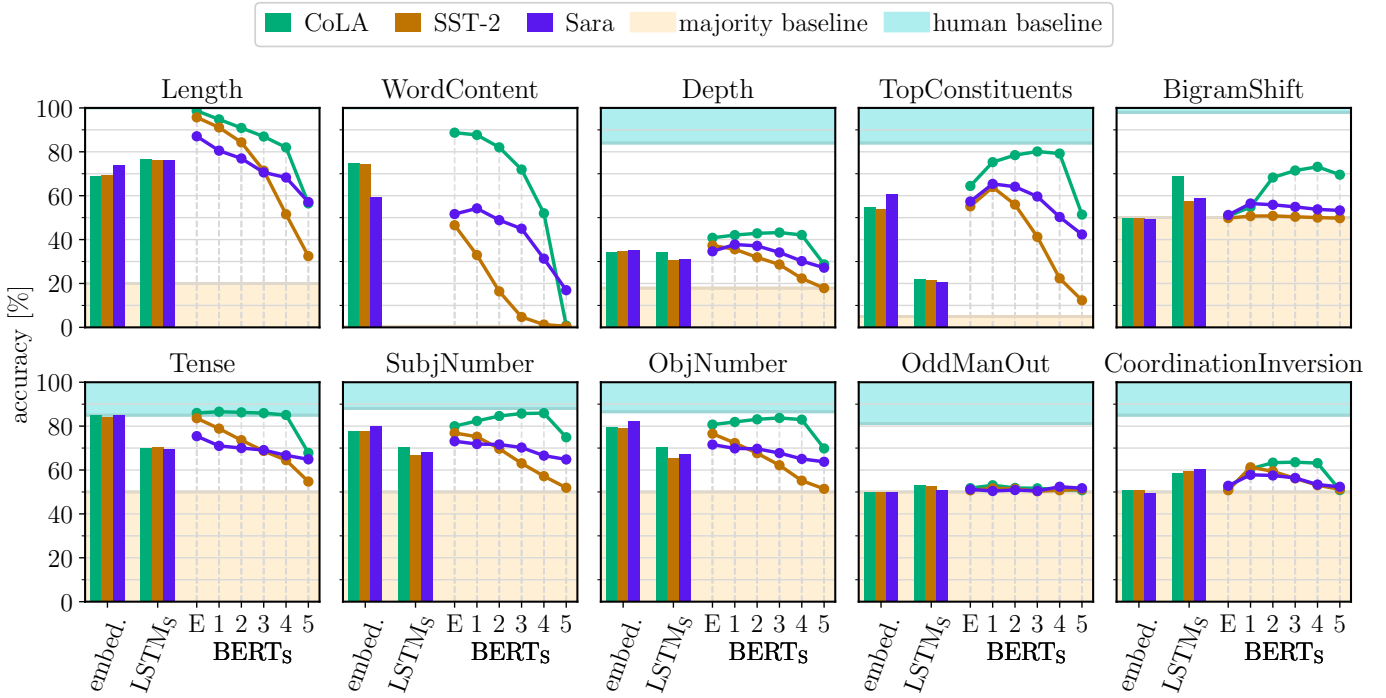 CoLA SST-2 Sara majority baseline human baseline
Length WordContent Depth TopConstituents BigramShift
100
80
60
40
20
0
accuracy [%]
Tense SubjNumber ObjNumber OddManOut CoordinationInversion
100
80
60
40
20
0
embed. LSTMS E 1 2 3 4 5 embed. LSTMS E 1 2 3 4 5 embed. LSTMS E 1 2 3 4 5 embed. LSTMS E 1 2 3 4 5 embed. LSTMS E 1 2 3 4 5
BERTS BERTS BERTS BERTS BERTS